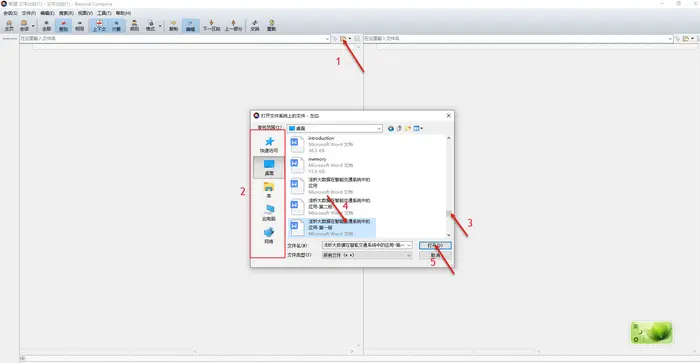 新建 文本比较(T) - 文本比较(T) - Beyond Compare
会话(S) 文件(F) 编辑(E) 搜索(R) 视图(V) 工具(T) 帮助(H)
主页 会话 全部 差别 相同 上下文 次要 规则 格式 复制 编辑 下一区段 上一部分 交换 重载
在这里输入文件名 在这里输入文件名
1
打开文件系统上的文件 - 左边
查找范围(I): 桌面
introduction
Microsoft Word 文档
memory
Microsoft Word 文档
浅析大数据在智能交通系统中的
应用
Microsoft Word 文档
浅析大数据在智能交通系统中的
应用-第二版
Microsoft Word 文档
浅析大数据在智能交通系统中的
应用-第一版
Microsoft Word 文档
快速访问
桌面
库
此电脑
网络
2
3
4
文件名(N): 浅析大数据在智能交通系统中的应用-第一
打开(O)
文件类型(T): 所有文件 (*.*)
取消
5